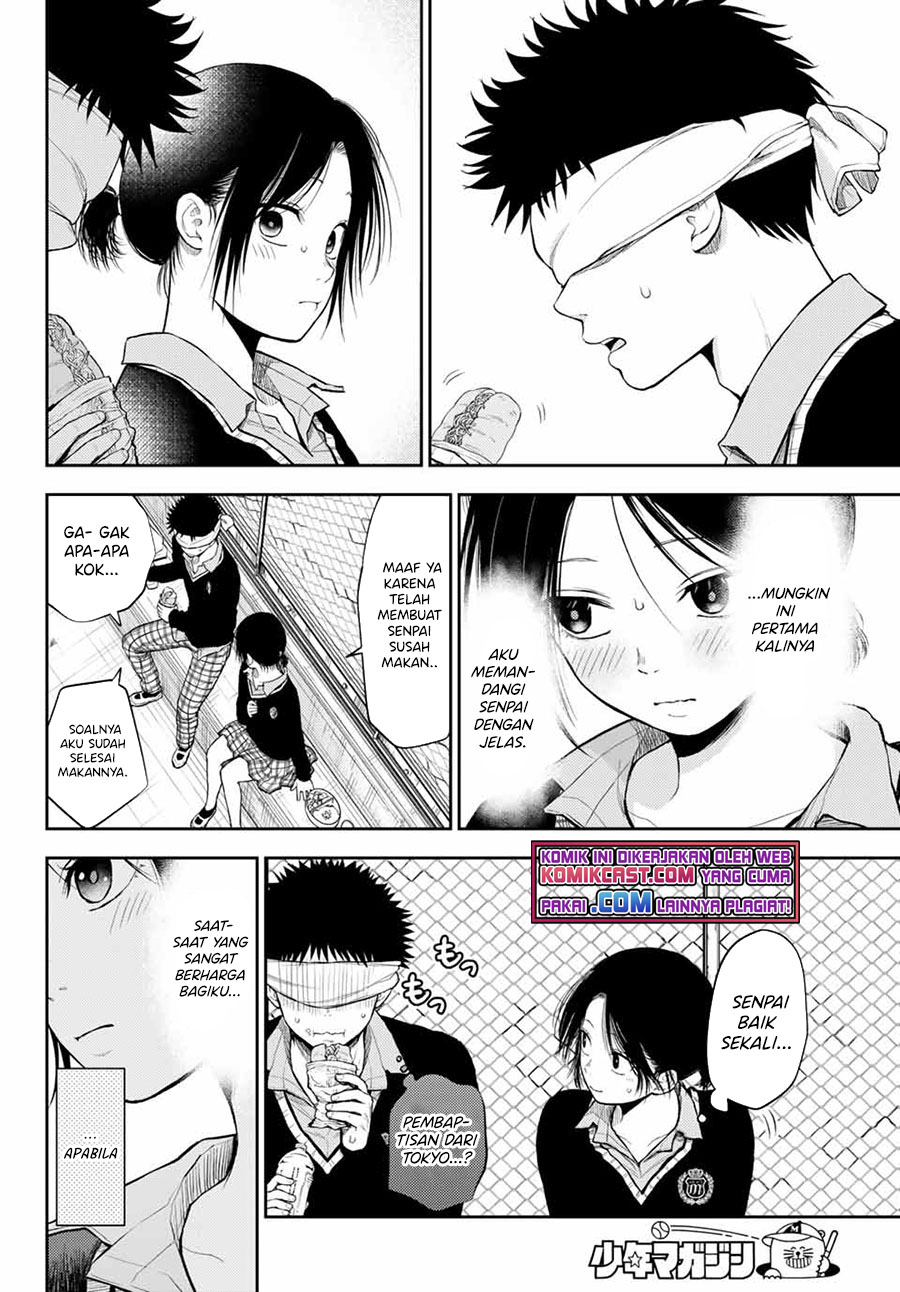 ...MUNGKIN
INI
PERTAMA
KALINYA
AKU
MEMAN-
DANGI
SENPAI
DENGAN
JELAS.
MAAF YA
KARENA
TELAH
MEMBUAT
SENPAI
SUSAH
MAKAN..
GA- GAK
APA-APA
KOK...
SOALNYA
AKU SUDAH
SELESAI
MAKANNYA.
KOMIK INI DIKERJAKAN OLEH WEB
KOMIKCAST.COM YANG CUMA
PAKAI .COM LAINNYA PLAGIAT!
SENPAI
BAIK
SEKALI...
もっ
もっ
PEMBAP-
TISAN DARI
TOKYO...?
SAAT-
SAAT YANG
SANGAT
BERHARGA
BAGIKU...
...
APABILA
m
少年マガジン
M